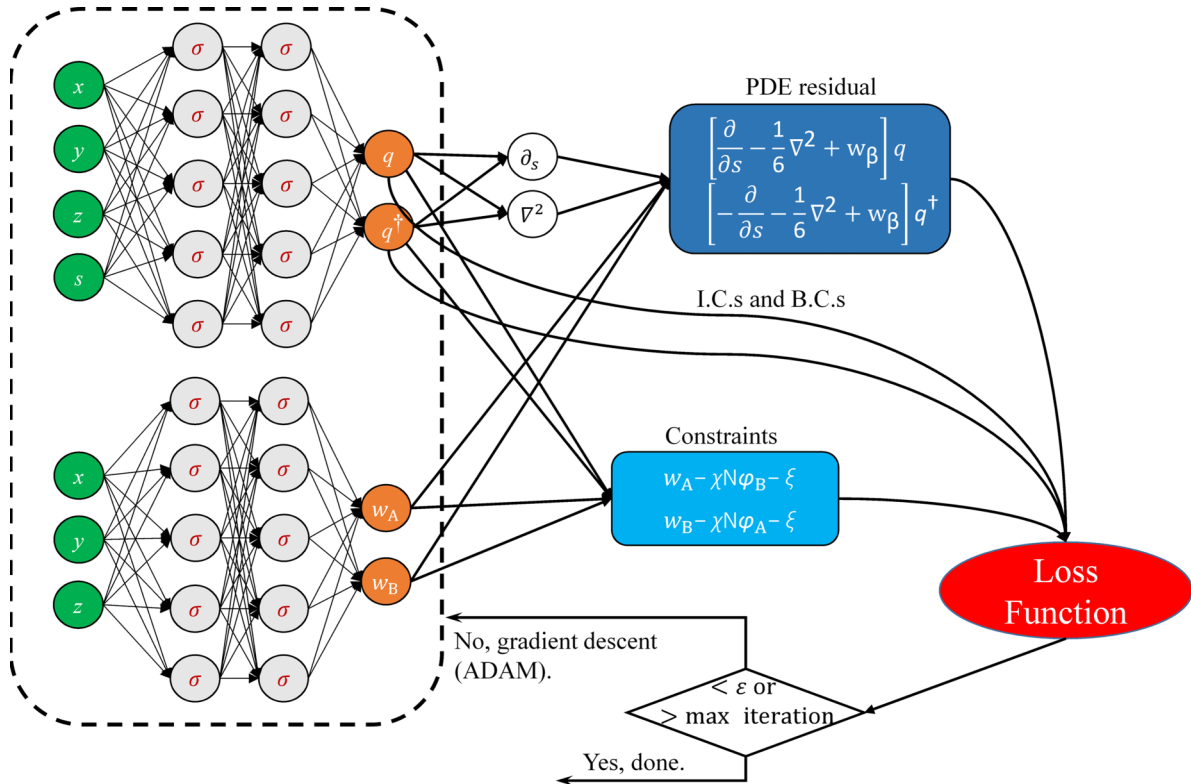 x
y
z
s
σ σ
σ σ
σ σ
σ σ
σ σ
q
q†
∂s
∇²
PDE residual
[∂/∂s − 1/6 ∇² + wβ] q
[− ∂/∂s − 1/6 ∇² + wβ] q†
I.C.s and B.C.s
x
y
z
σ σ
σ σ
σ σ
σ σ
σ σ
wA
wB
Constraints
wA − χNφB − ξ
wB − χNφA − ξ
Loss
Function
No, gradient descent
(ADAM).
< ε or
> max iteration
Yes, done.